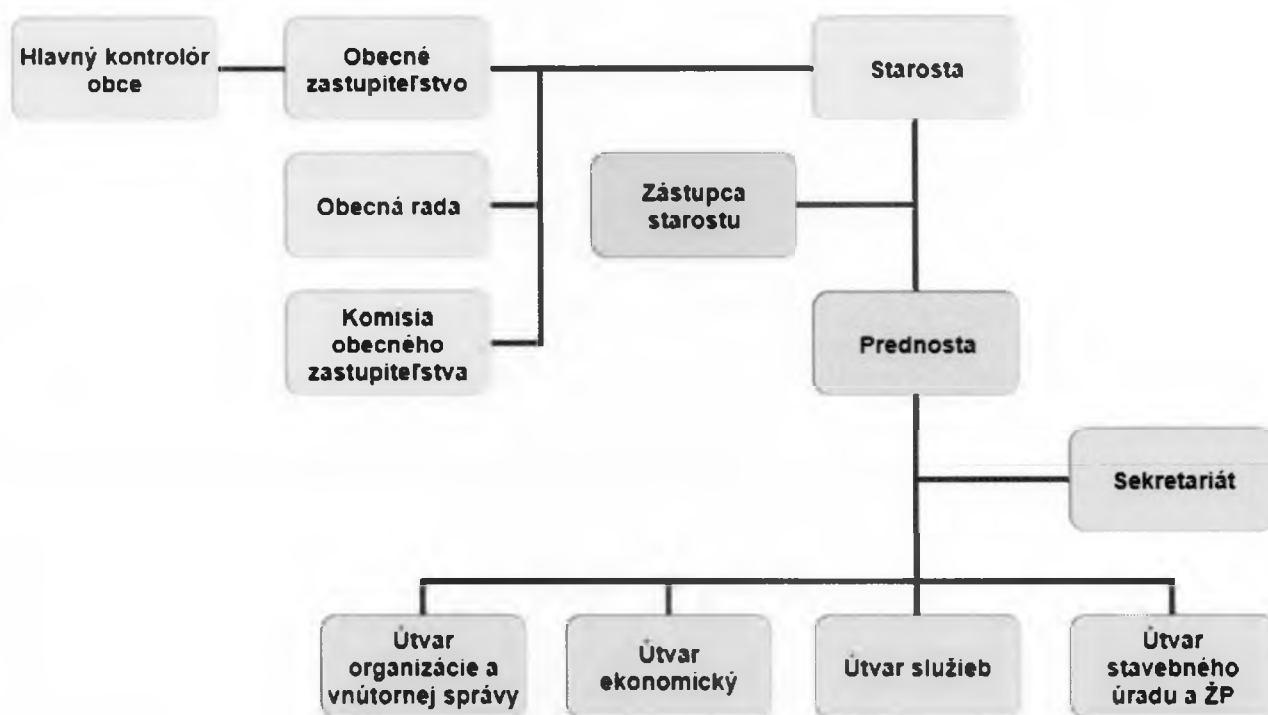 Hlavný kontrolór
obce
Obecné
zastupiteľstvo
Starosta
Obecná rada
Zástupca
starostu
Komisia
obecného
zastupiteľstva
Prednosta
Sekretariát
Útvar
organizácie a
vnútornej správy
Útvar
ekonomický
Útvar služieb
Útvar
stavebného
úradu a ŽP